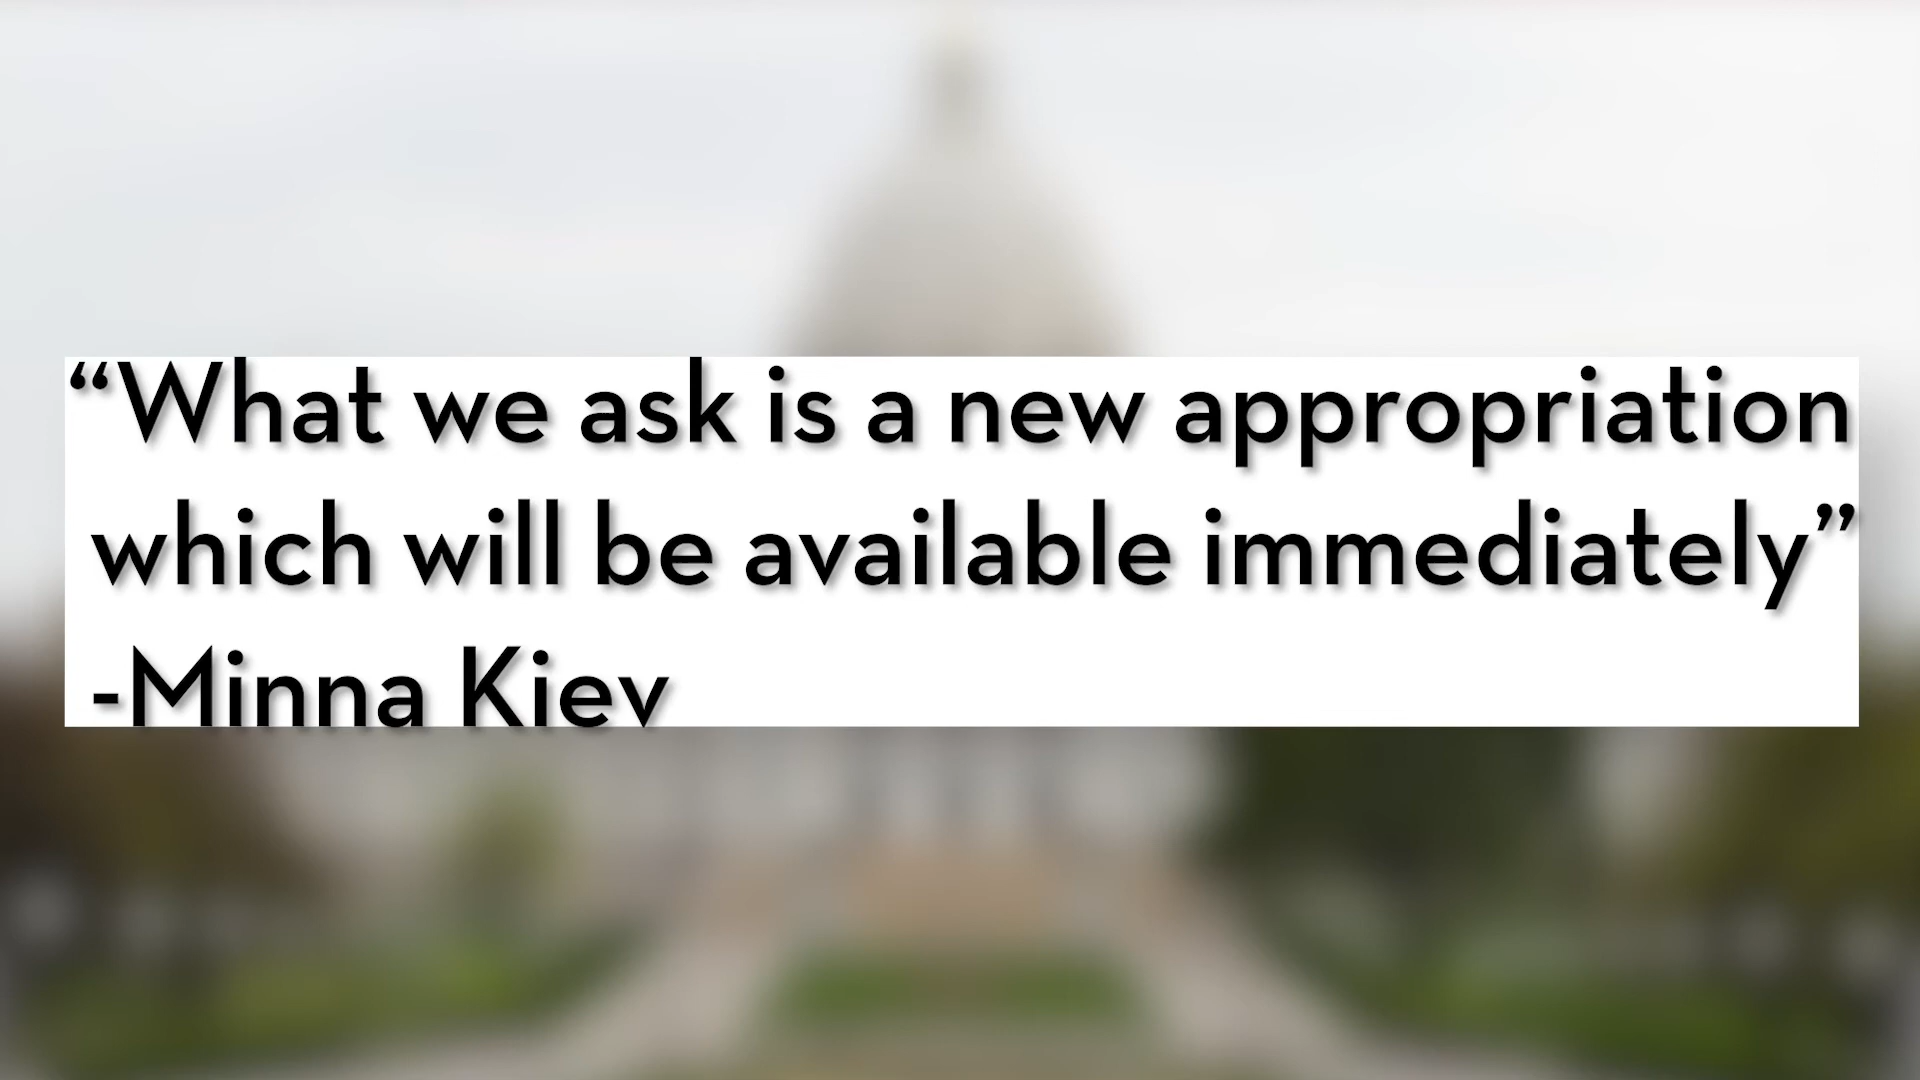 “What we ask is a new appropriation
which will be available immediately”
-Minna Kiev